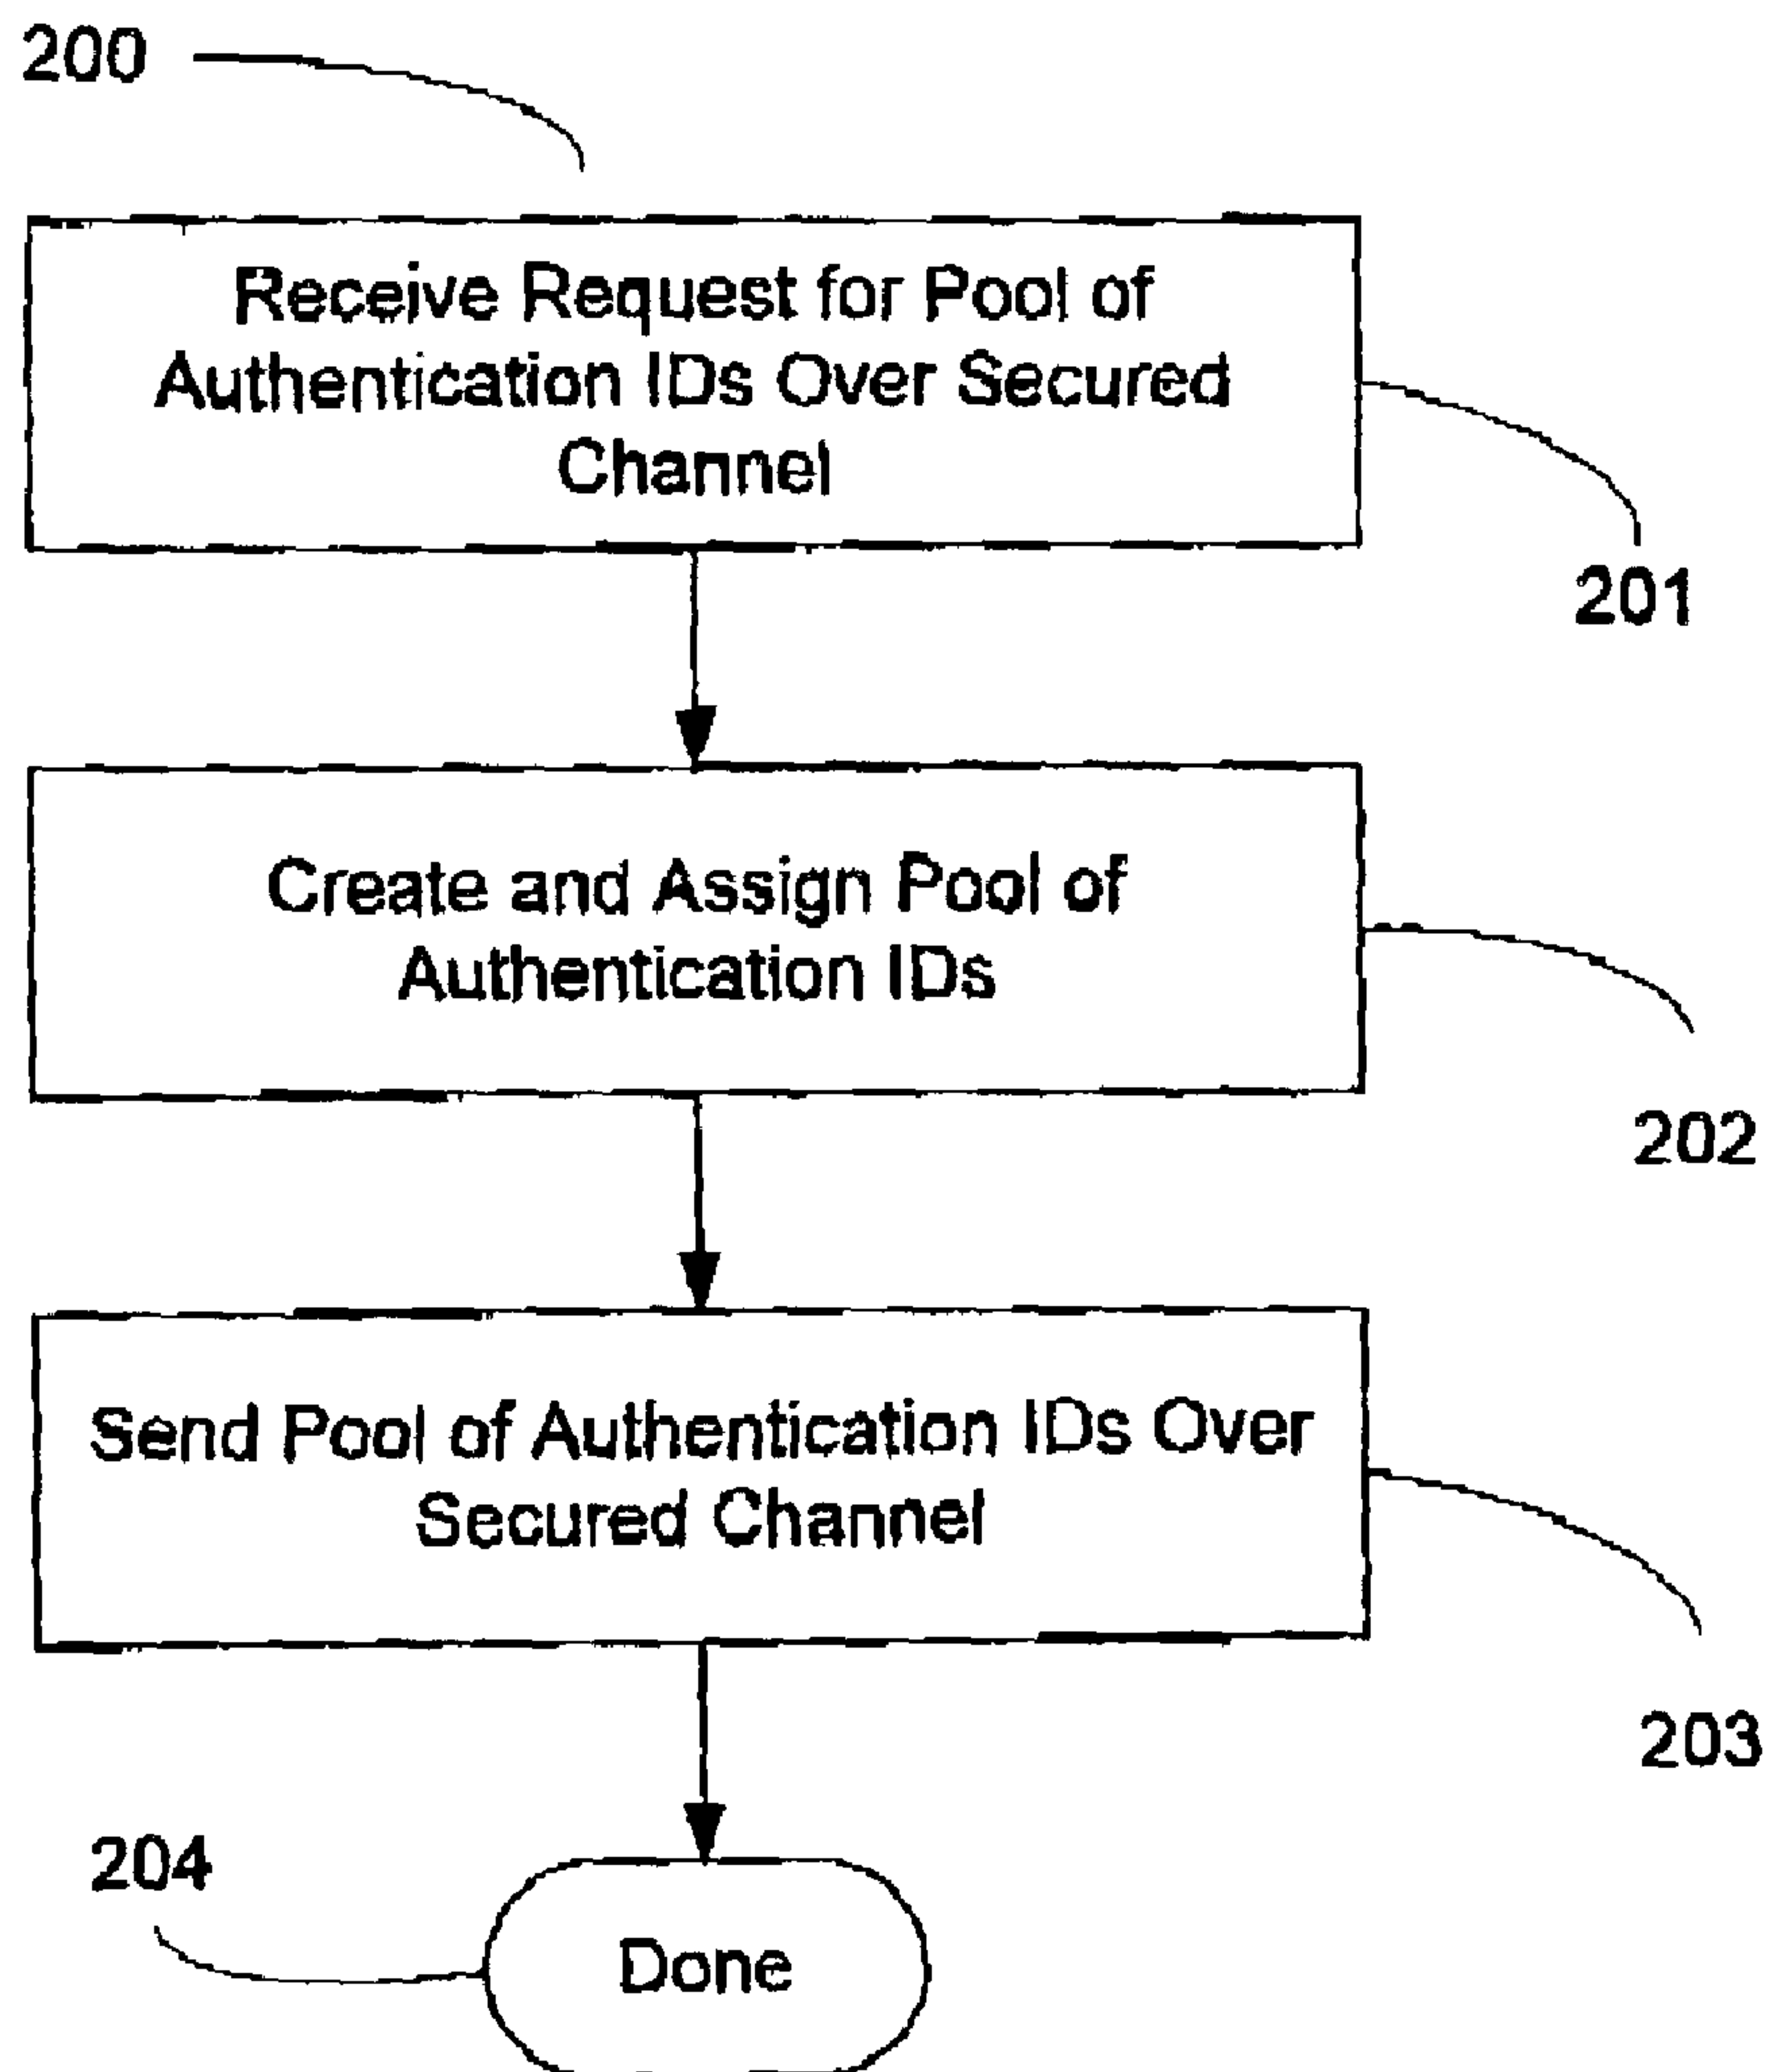 200
Receive Request for Pool of
Authentication IDs Over Secured
Channel
201
Create and Assign Pool of
Authentication IDs
202
Send Pool of Authentication IDs Over
Secured Channel
203
204
Done